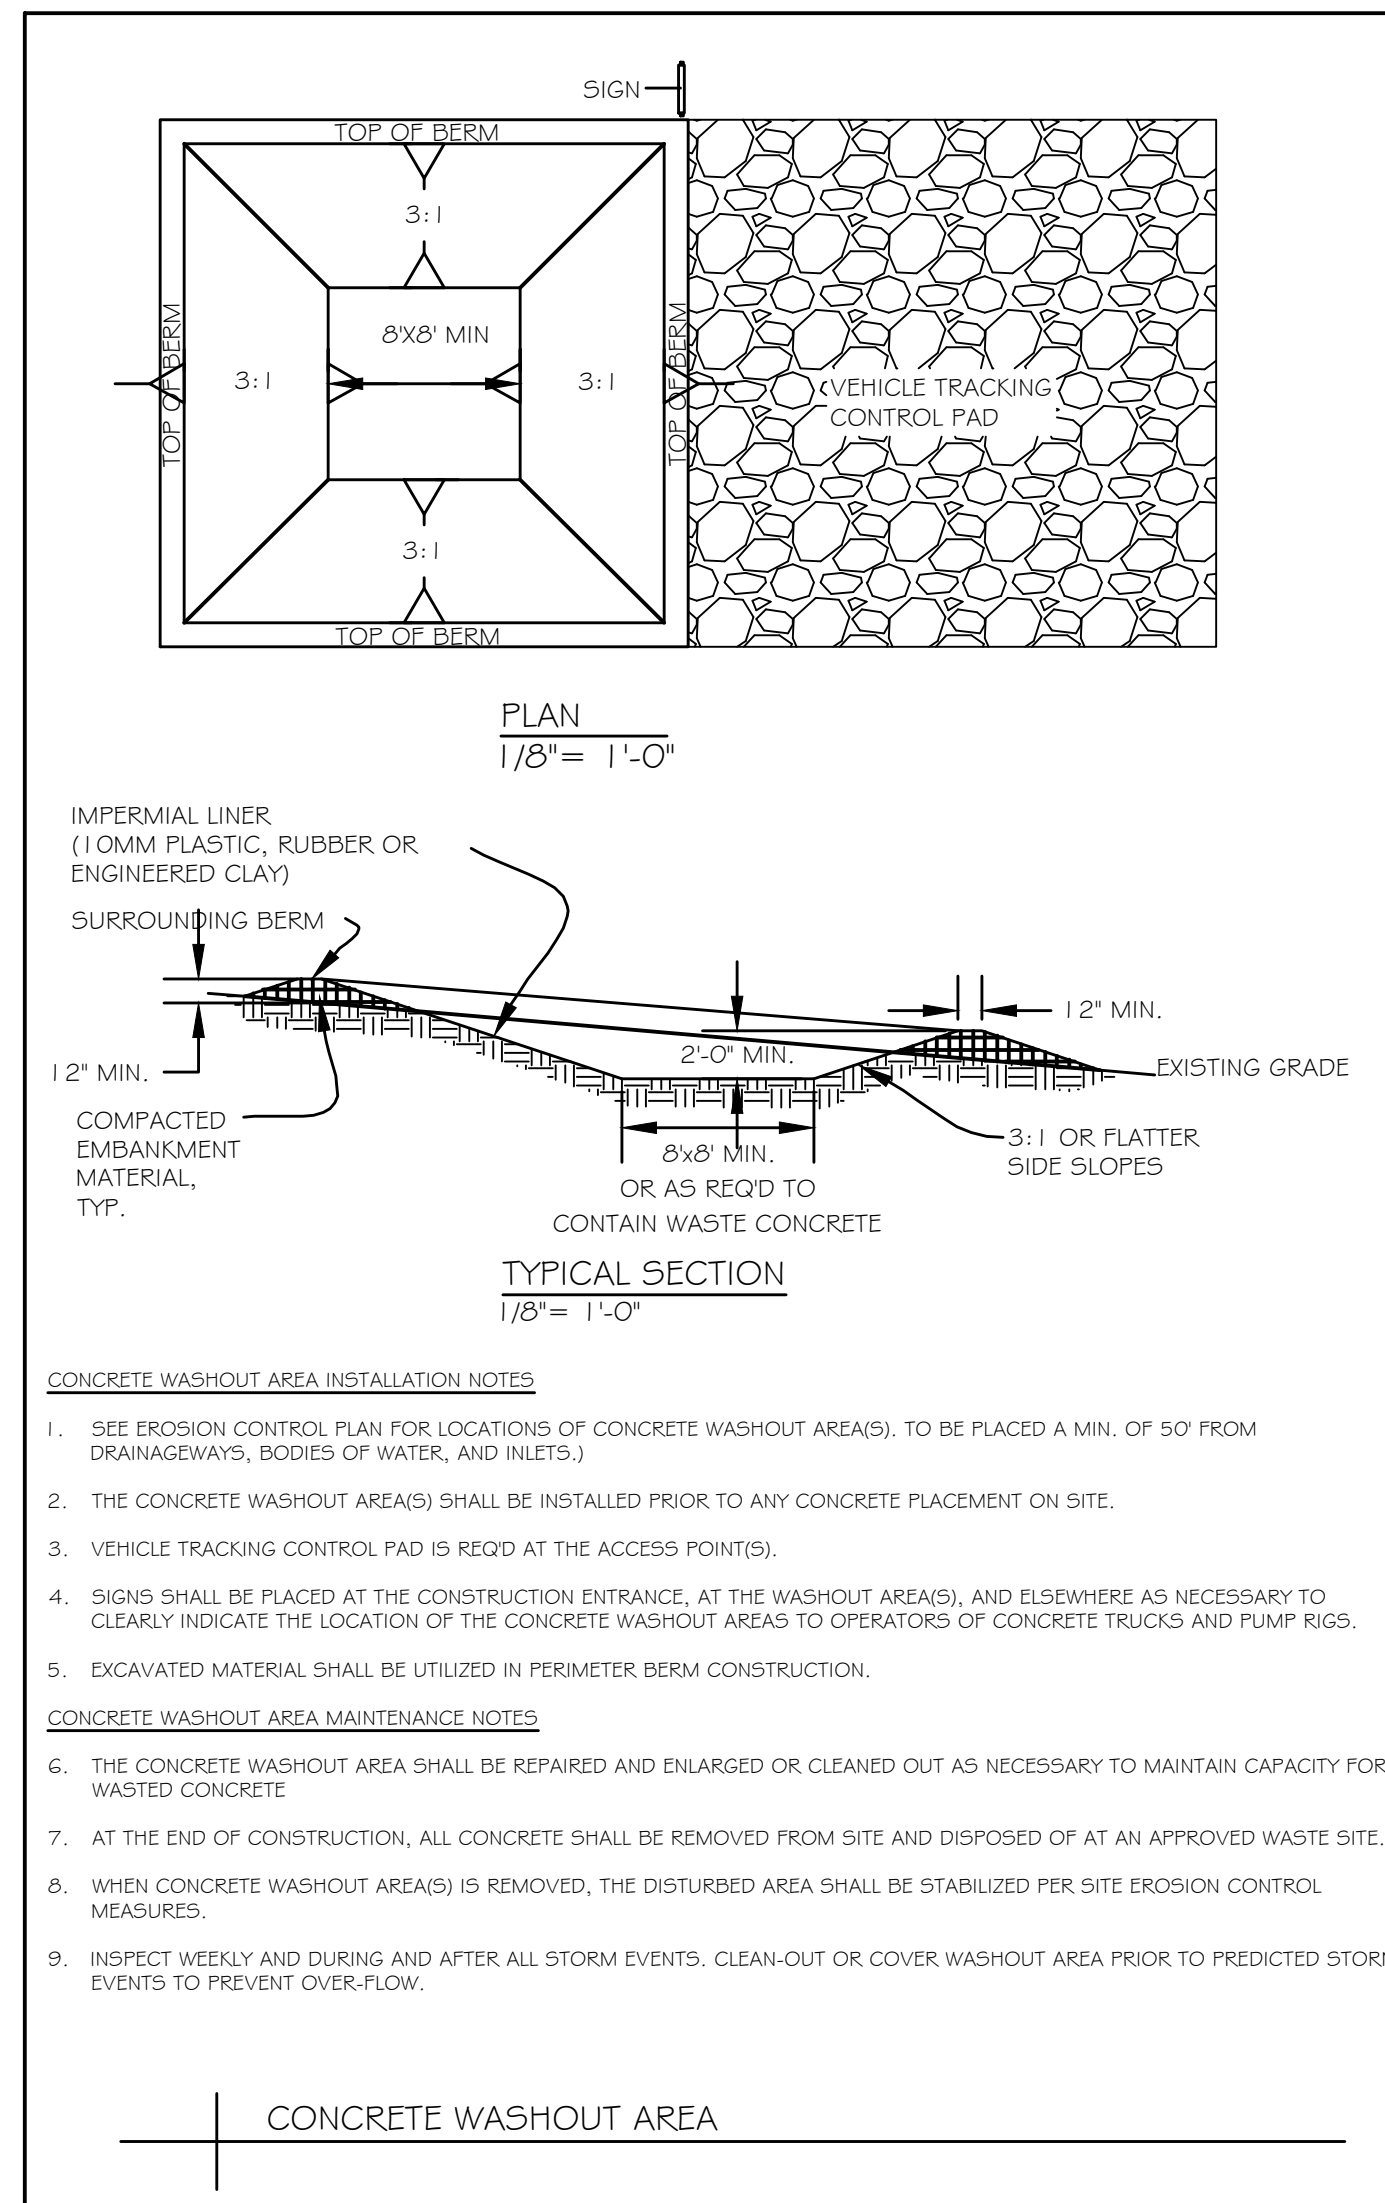 SIGN
TOP OF BERM
3:1
8'X8' MIN
TOP OF BERM
3:1
3:1
TOP OF BERM
VEHICLE TRACKING
CONTROL PAD
3:1
TOP OF BERM
PLAN
1/8"= 1'-0"
IMPERMIAL LINER
(10MM PLASTIC, RUBBER OR
ENGINEERED CLAY)
SURROUNDING BERM
12" MIN.
2'-0" MIN.
12" MIN.
EXISTING GRADE
COMPACTED
EMBANKMENT
MATERIAL,
TYP.
8'x8' MIN.
OR AS REQ'D TO
CONTAIN WASTE CONCRETE
3:1 OR FLATTER
SIDE SLOPES
TYPICAL SECTION
1/8"= 1'-0"
CONCRETE WASHOUT AREA INSTALLATION NOTES
1. SEE EROSION CONTROL PLAN FOR LOCATIONS OF CONCRETE WASHOUT AREA(S). TO BE PLACED A MIN. OF 50' FROM
DRAINAGEWAYS, BODIES OF WATER, AND INLETS.)
2. THE CONCRETE WASHOUT AREA(S) SHALL BE INSTALLED PRIOR TO ANY CONCRETE PLACEMENT ON SITE.
3. VEHICLE TRACKING CONTROL PAD IS REQ'D AT THE ACCESS POINT(S).
4. SIGNS SHALL BE PLACED AT THE CONSTRUCTION ENTRANCE, AT THE WASHOUT AREA(S), AND ELSEWHERE AS NECESSARY TO
CLEARLY INDICATE THE LOCATION OF THE CONCRETE WASHOUT AREAS TO OPERATORS OF CONCRETE TRUCKS AND PUMP RIGS.
5. EXCAVATED MATERIAL SHALL BE UTILIZED IN PERIMETER BERM CONSTRUCTION.
CONCRETE WASHOUT AREA MAINTENANCE NOTES
6. THE CONCRETE WASHOUT AREA SHALL BE REPAIRED AND ENLARGED OR CLEANED OUT AS NECESSARY TO MAINTAIN CAPACITY FOR
WASTED CONCRETE
7. AT THE END OF CONSTRUCTION, ALL CONCRETE SHALL BE REMOVED FROM SITE AND DISPOSED OF AT AN APPROVED WASTE SITE.
8. WHEN CONCRETE WASHOUT AREA(S) IS REMOVED, THE DISTURBED AREA SHALL BE STABILIZED PER SITE EROSION CONTROL
MEASURES.
9. INSPECT WEEKLY AND DURING AND AFTER ALL STORM EVENTS. CLEAN-OUT OR COVER WASHOUT AREA PRIOR TO PREDICTED STORM
EVENTS TO PREVENT OVER-FLOW.
CONCRETE WASHOUT AREA